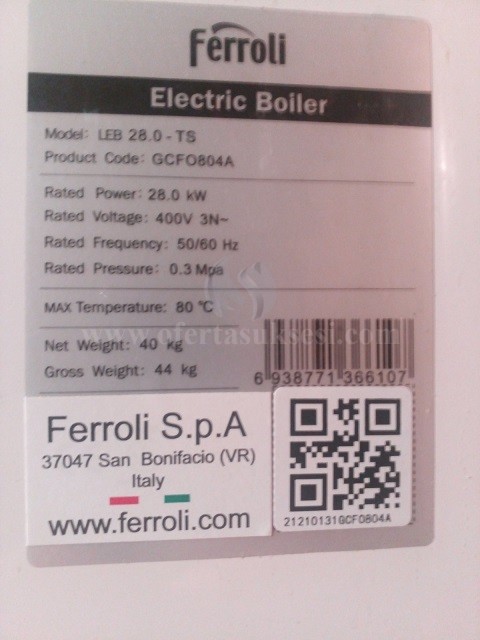 Ferroli
Electric Boiler
Model: LEB 28.0 - TS
Product Code: GCFO804A
Rated Power: 28.0 kW
Rated Voltage: 400V 3N~
Rated Frequency: 50/60 Hz
Rated Pressure: 0.3 Mpa
MAX Temperature: 80 °C
www.ofertasuksesi.com
Net Weight: 40 kg
Gross Weight: 44 kg
6 938771 366107
Ferroli S.p.A
37047 San Bonifacio (VR)
Italy
www.ferroli.com
21210131GCF0804A